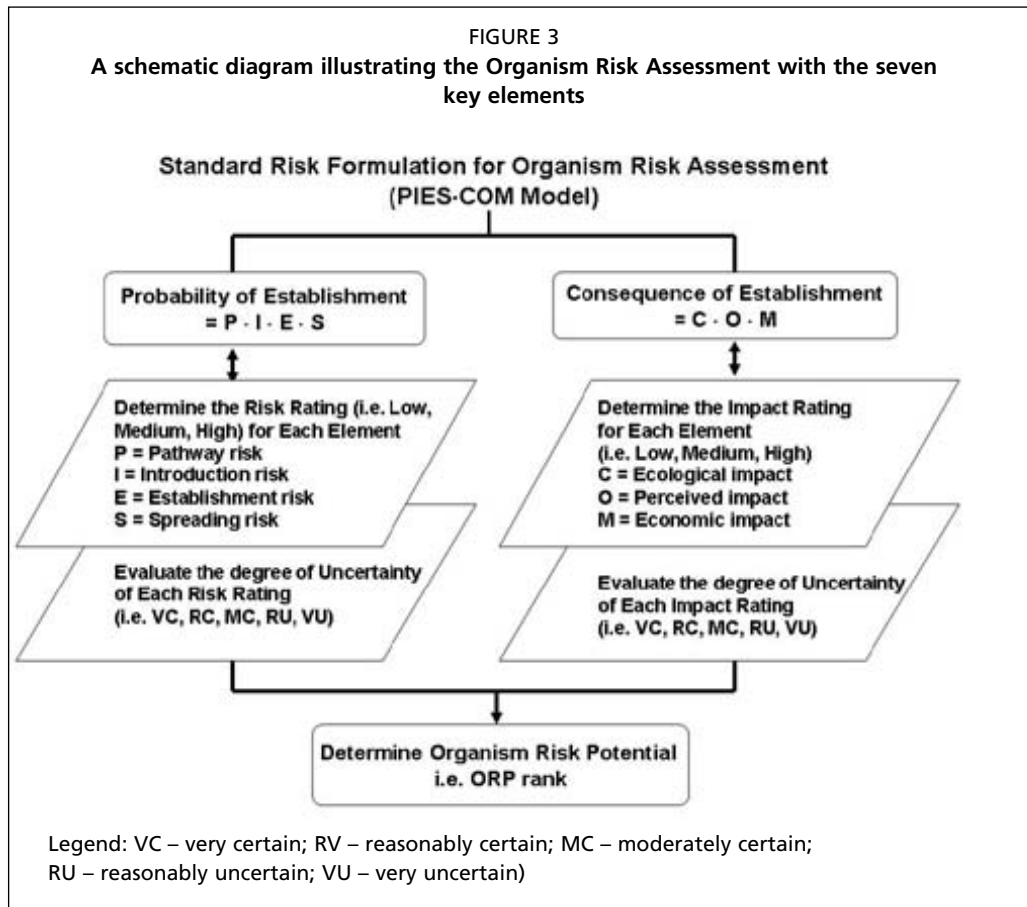 FIGURE 3
A schematic diagram illustrating the Organism Risk Assessment with the seven
key elements
Standard Risk Formulation for Organism Risk Assessment
(PIES-COM Model)
Probability of Establishment
= P · I · E · S
Consequence of Establishment
= C · O · M
Determine the Risk Rating (i.e. Low,
Medium, High) for Each Element
P = Pathway risk
I = Introduction risk
E = Establishment risk
S = Spreading risk
Determine the Impact Rating
for Each Element
(i.e. Low, Medium, High)
C = Ecological impact
O = Perceived impact
M = Economic impact
Evaluate the degree of Uncertainty
of Each Risk Rating
(i.e. VC, RC, MC, RU, VU)
Evaluate the degree of Uncertainty
of Each Impact Rating
(i.e. VC, RC, MC, RU, VU)
Determine Organism Risk Potential
i.e. ORP rank
Legend: VC – very certain; RV – reasonably certain; MC – moderately certain;
RU – reasonably uncertain; VU – very uncertain)